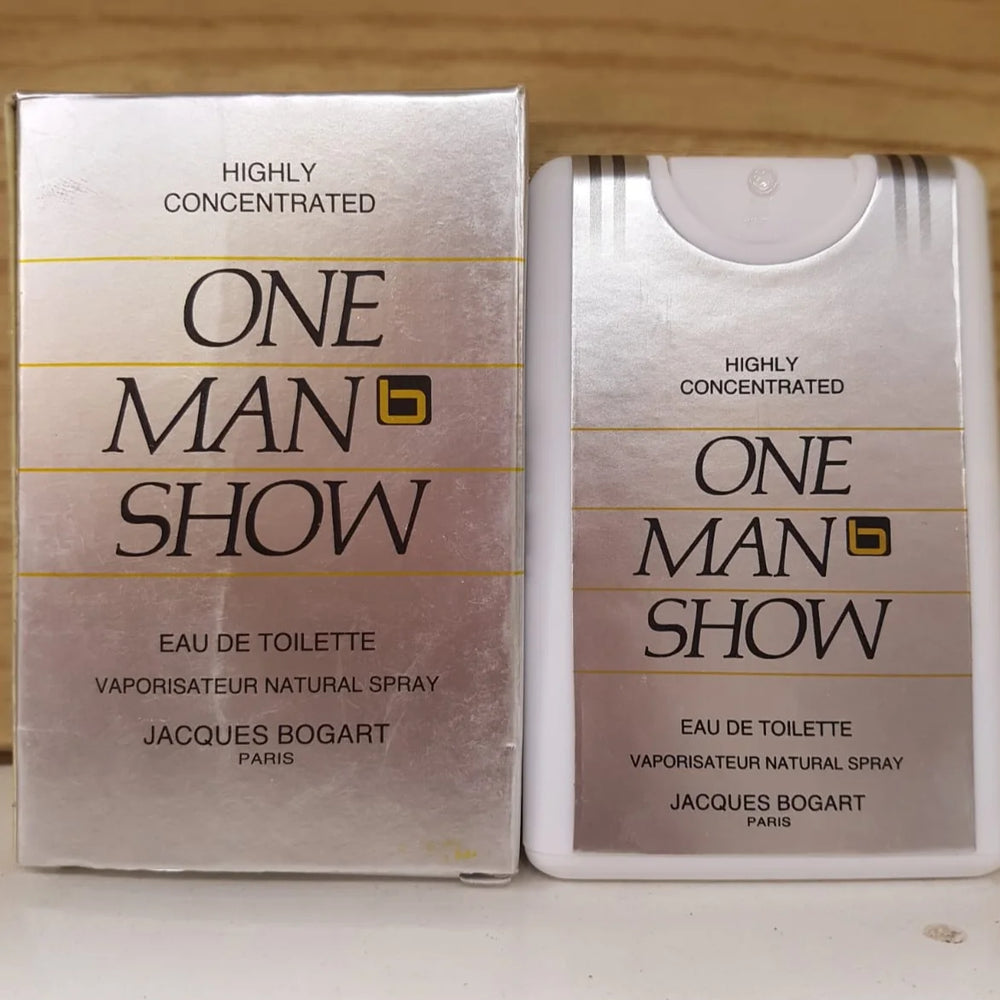 HIGHLY
CONCENTRATED
ONE
MAN b
SHOW
EAU DE TOILETTE
VAPORISATEUR NATURAL SPRAY
JACQUES BOGART
PARIS
HIGHLY
CONCENTRATED
ONE
MAN b
SHOW
EAU DE TOILETTE
VAPORISATEUR NATURAL SPRAY
JACQUES BOGART
PARIS